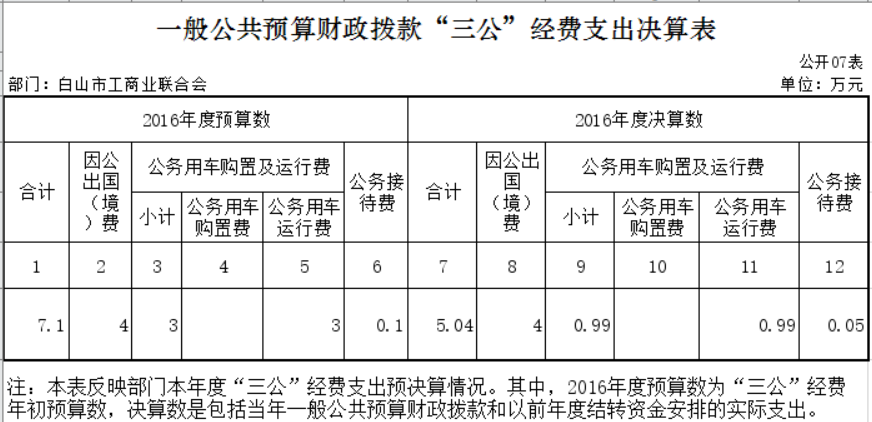 一般公共预算财政拨款“三公”经费支出决算表
公开07表
部门：白山市工商业联合会 单位：万元
2016年度预算数 2016年度决算数
合计 因公出国（境）费 公务用车购置及运行费 公务接待费 合计 因公出国（境）费 公务用车购置及运行费 公务接待费
小计 公务用车购置费 公务用车运行费 小计 公务用车购置费 公务用车运行费
1 2 3 4 5 6 7 8 9 10 11 12
7.1 4 3 3 0.1 5.04 4 0.99 0.99 0.05
注：本表反映部门本年度“三公”经费支出预决算情况。其中，2016年度预算数为“三公”经费
年初预算数，决算数是包括当年一般公共预算财政拨款和以前年度结转资金安排的实际支出。